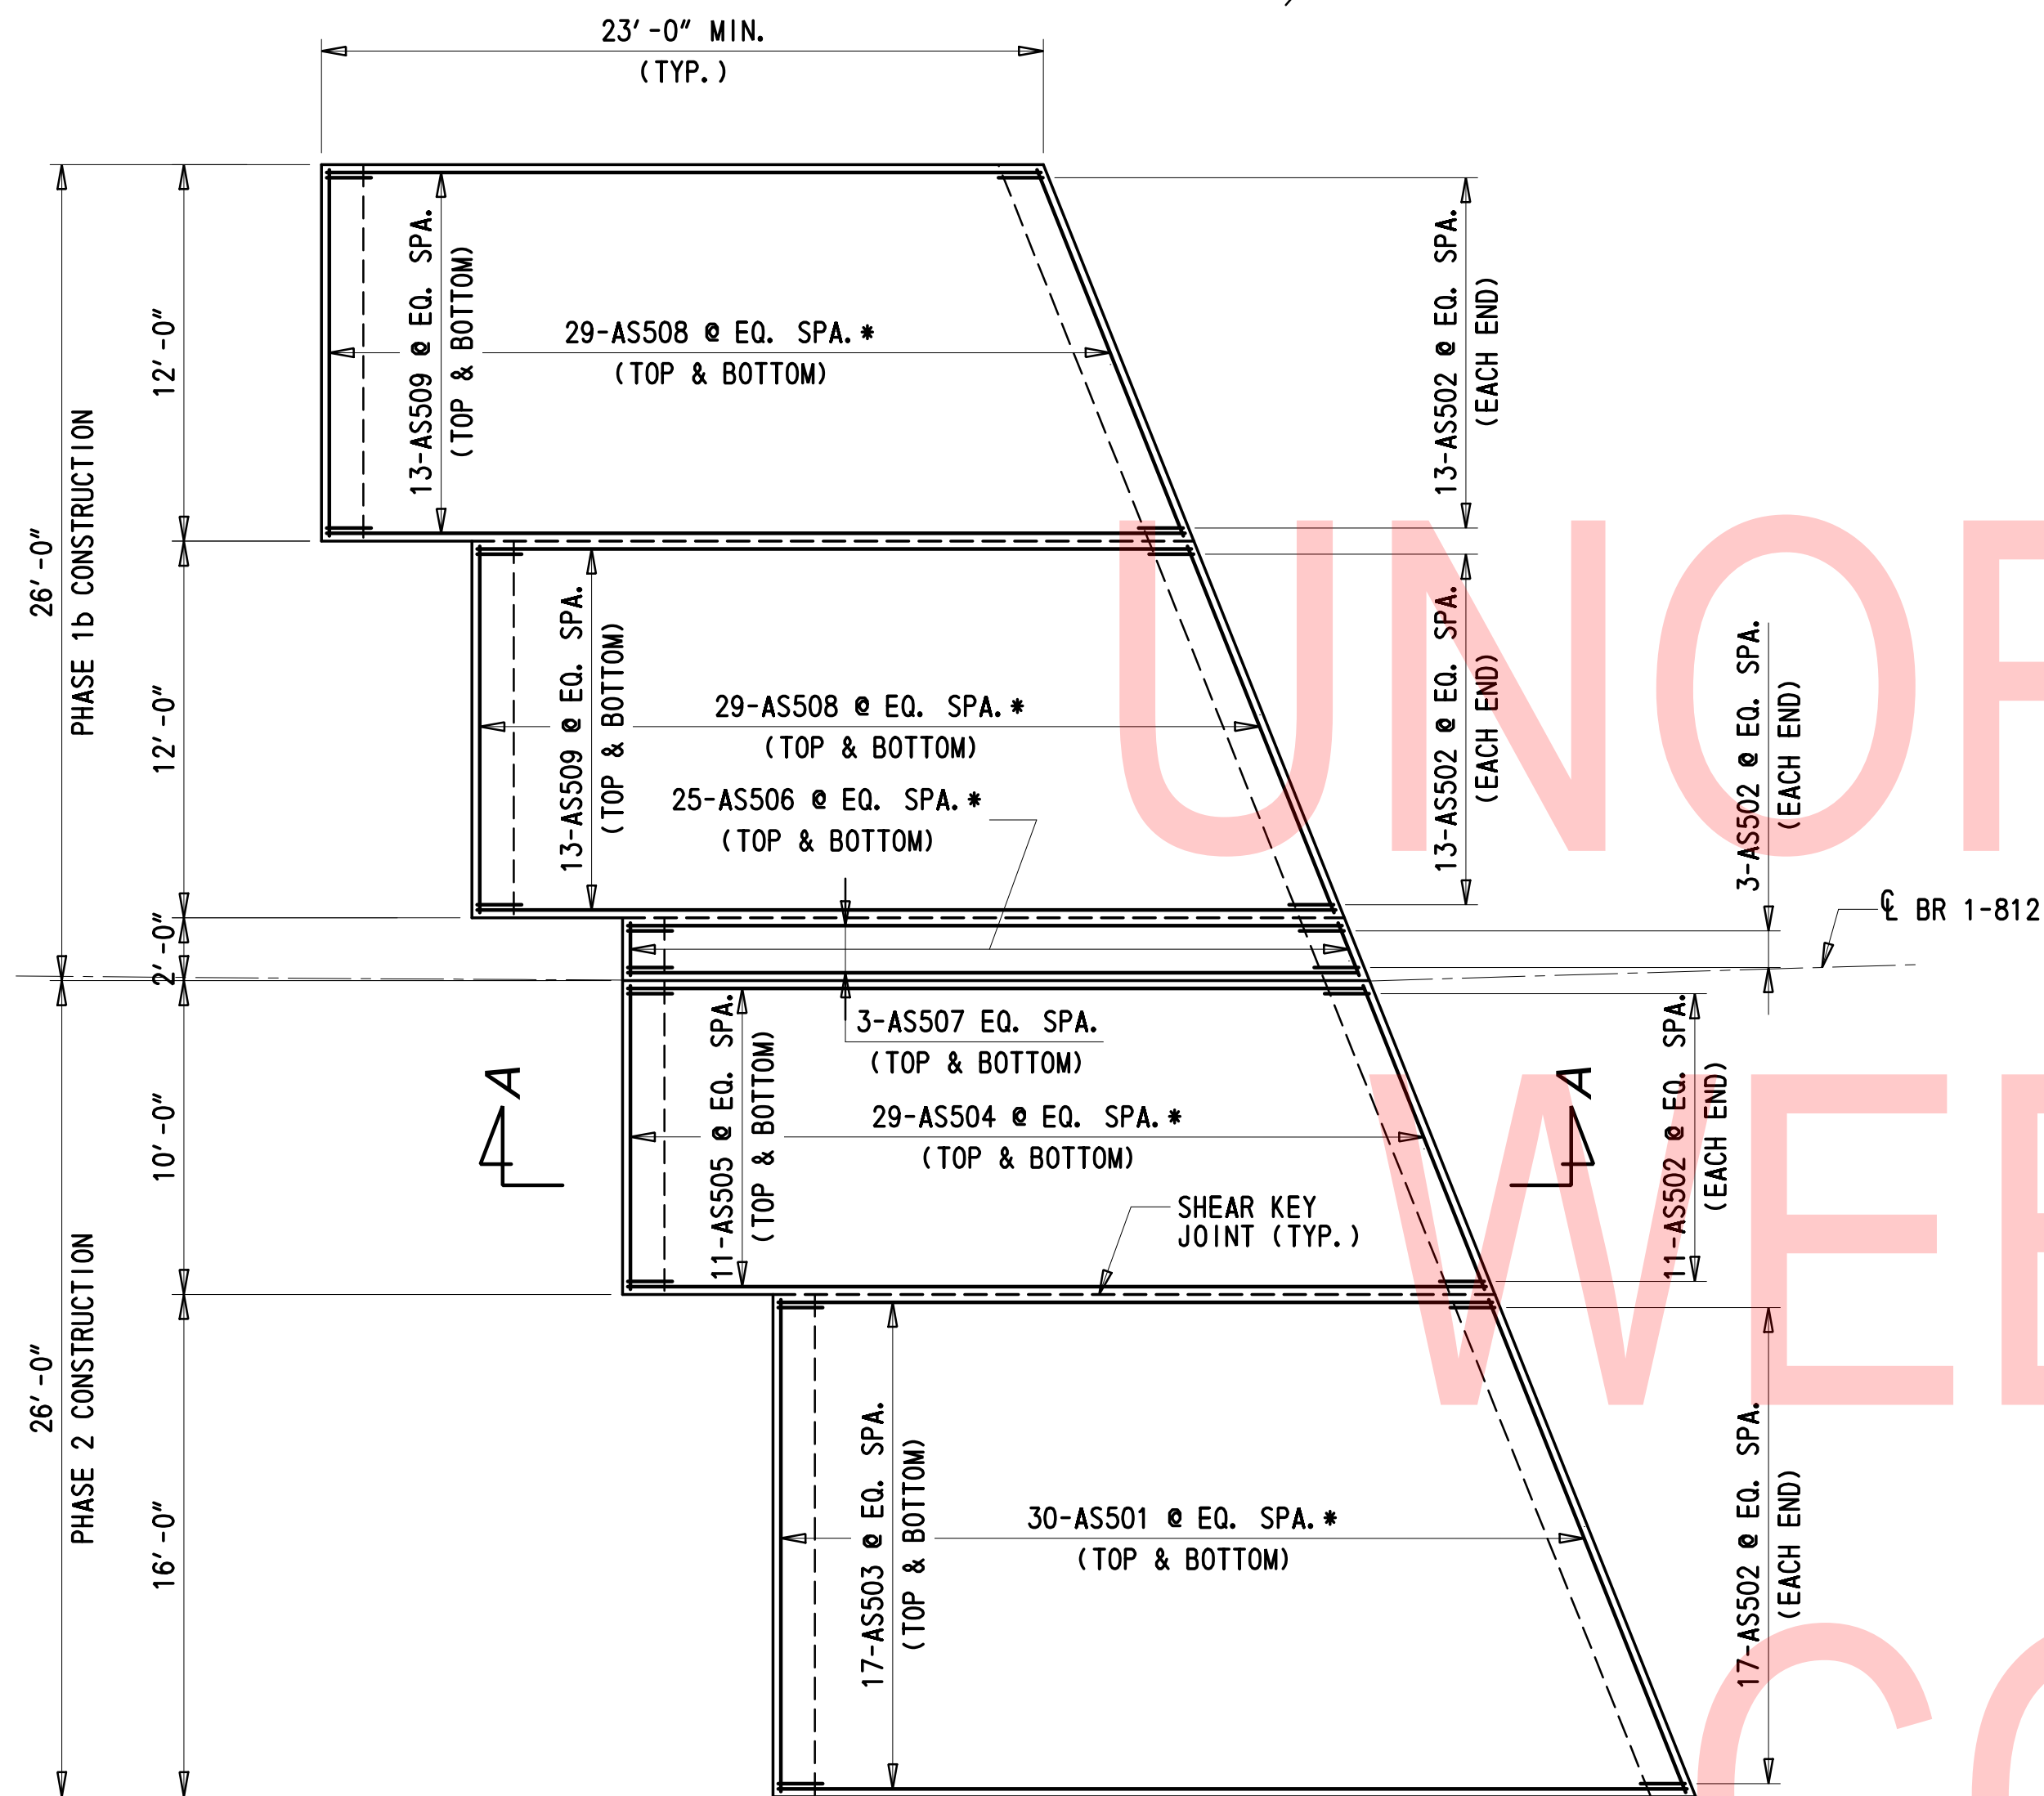 23'-0" MIN.
(TYP.)
26'-0"
PHASE 1b CONSTRUCTION
12'-0"
13-AS509 @ EQ. SPA.
(TOP & BOTTOM)
29-AS508 @ EQ. SPA.*
(TOP & BOTTOM)
13-AS502 @ EQ. SPA.
(EACH END)
12'-0"
13-AS509 @ EQ. SPA.
(TOP & BOTTOM)
29-AS508 @ EQ. SPA.*
(TOP & BOTTOM)
25-AS506 @ EQ. SPA.*
(TOP & BOTTOM)
13-AS502 @ EQ. SPA.
(EACH END)
3-AS502 @ EQ. SPA.
(EACH END)
℄ BR 1-812
2'-0"
3-AS507 EQ. SPA.
(TOP & BOTTOM)
26'-0"
PHASE 2 CONSTRUCTION
10'-0"
A
11-AS505 @ EQ. SPA.
(TOP & BOTTOM)
29-AS504 @ EQ. SPA.*
(TOP & BOTTOM)
A
11-AS502 @ EQ. SPA.
(EACH END)
SHEAR KEY
JOINT (TYP.)
16'-0"
17-AS503 @ EQ. SPA.
(TOP & BOTTOM)
30-AS501 @ EQ. SPA.*
(TOP & BOTTOM)
17-AS502 @ EQ. SPA.
(EACH END)
UNO
WE